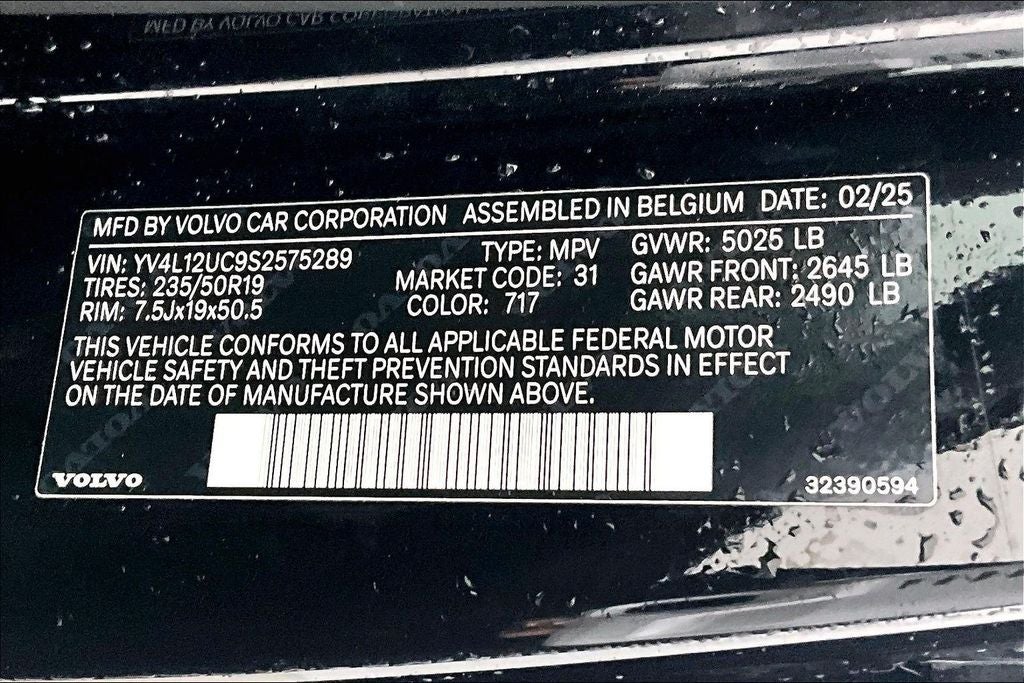 MFD BY VOLVO CAR CORPORATION ASSEMBLED IN BELGIUM DATE: 02/25
VIN: YV4L12UC9S2575289 TYPE: MPV GVWR: 5025 LB
TIRES: 235/50R19 MARKET CODE: 31 GAWR FRONT: 2645 LB
RIM: 7.5Jx19x50.5 COLOR: 717 GAWR REAR: 2490 LB
THIS VEHICLE CONFORMS TO ALL APPLICABLE FEDERAL MOTOR
VEHICLE SAFETY AND THEFT PREVENTION STANDARDS IN EFFECT
ON THE DATE OF MANUFACTURE SHOWN ABOVE.
VOLVO 32390594